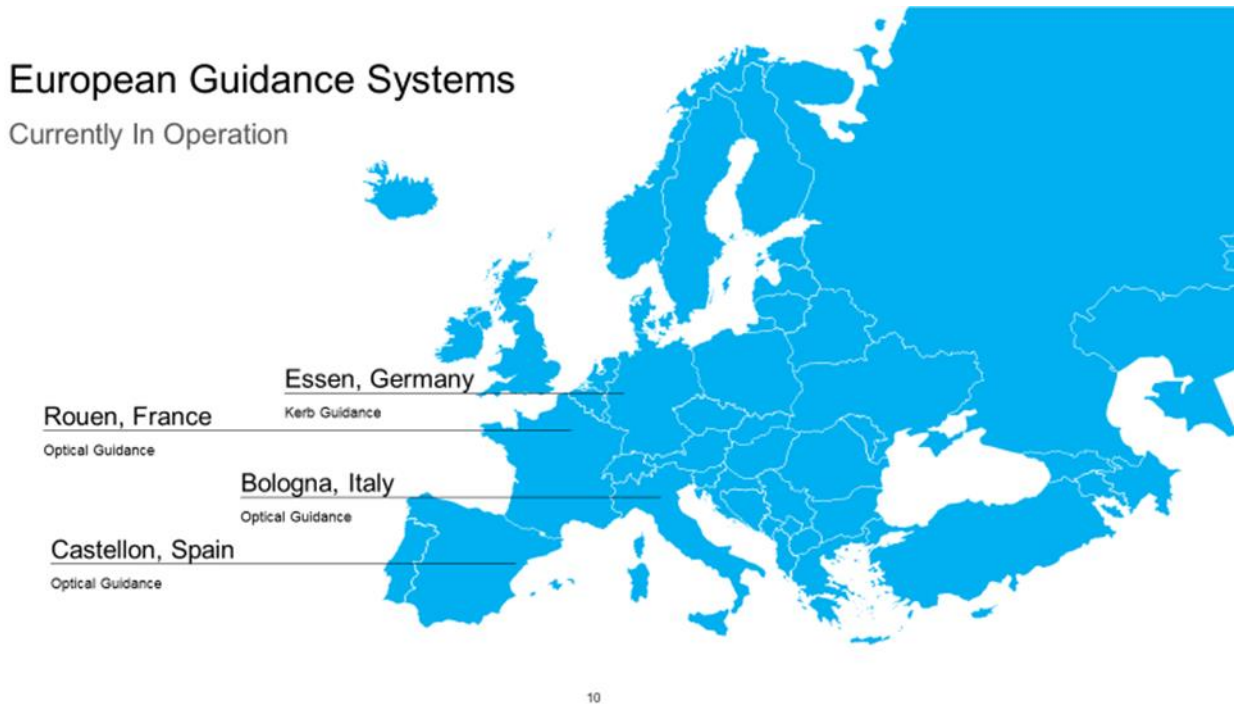 European Guidance Systems
Currently In Operation
Essen, Germany
Kerb Guidance
Rouen, France
Optical Guidance
Bologna, Italy
Optical Guidance
Castellon, Spain
Optical Guidance
10